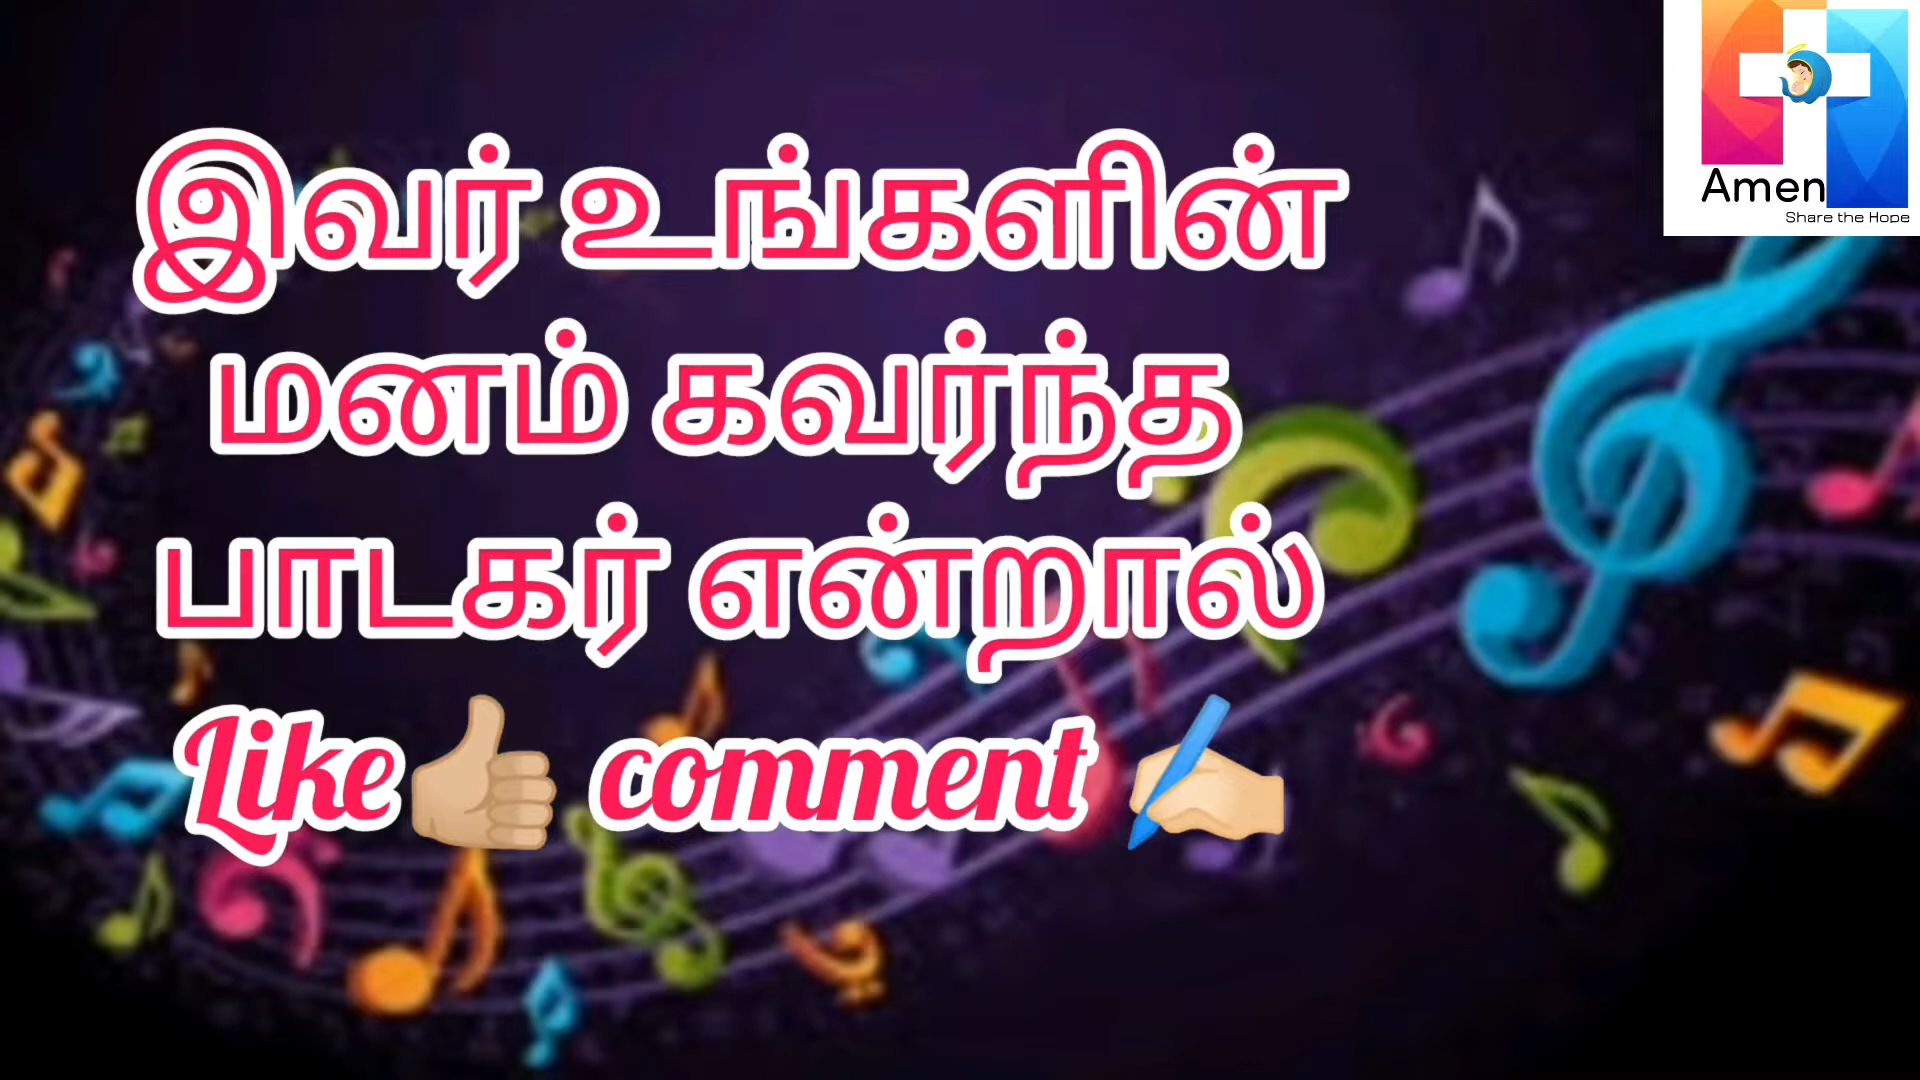 Amen
Share the Hope
இவர் உங்களின்
மனம் கவர்ந்த
பாடகர் என்றால்
Like👍🏼 comment ✍🏻